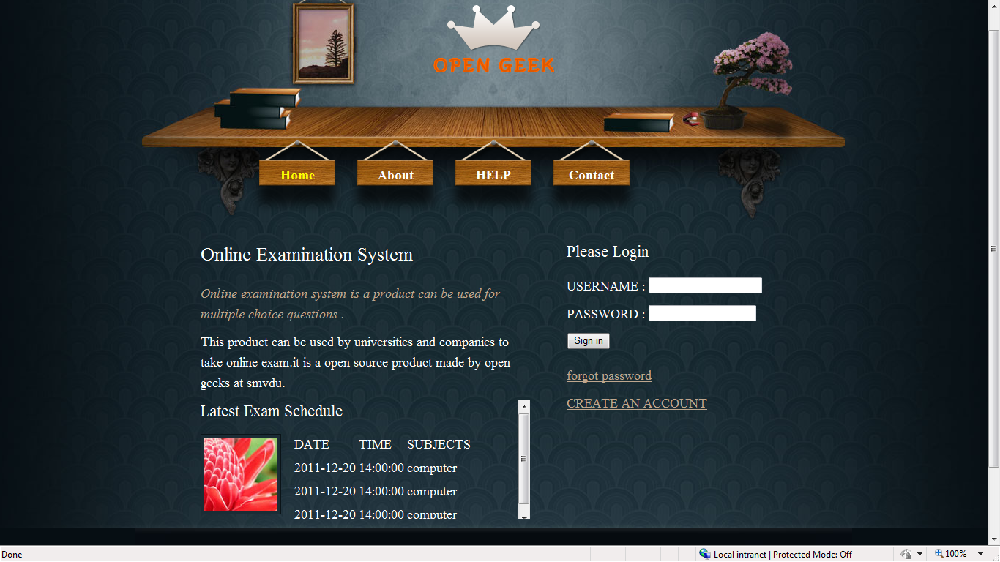 OPEN GEEK
Home About HELP Contact
Online Examination System
Online examination system is a product can be used for
multiple choice questions .
This product can be used by universities and companies to
take online exam.it is a open source product made by open
geeks at smvdu.
Latest Exam Schedule
DATE TIME SUBJECTS
2011-12-20 14:00:00 computer
2011-12-20 14:00:00 computer
2011-12-20 14:00:00 computer
Please Login
USERNAME :
PASSWORD :
Sign in
forgot password
CREATE AN ACCOUNT
Done Local intranet | Protected Mode: Off 100%